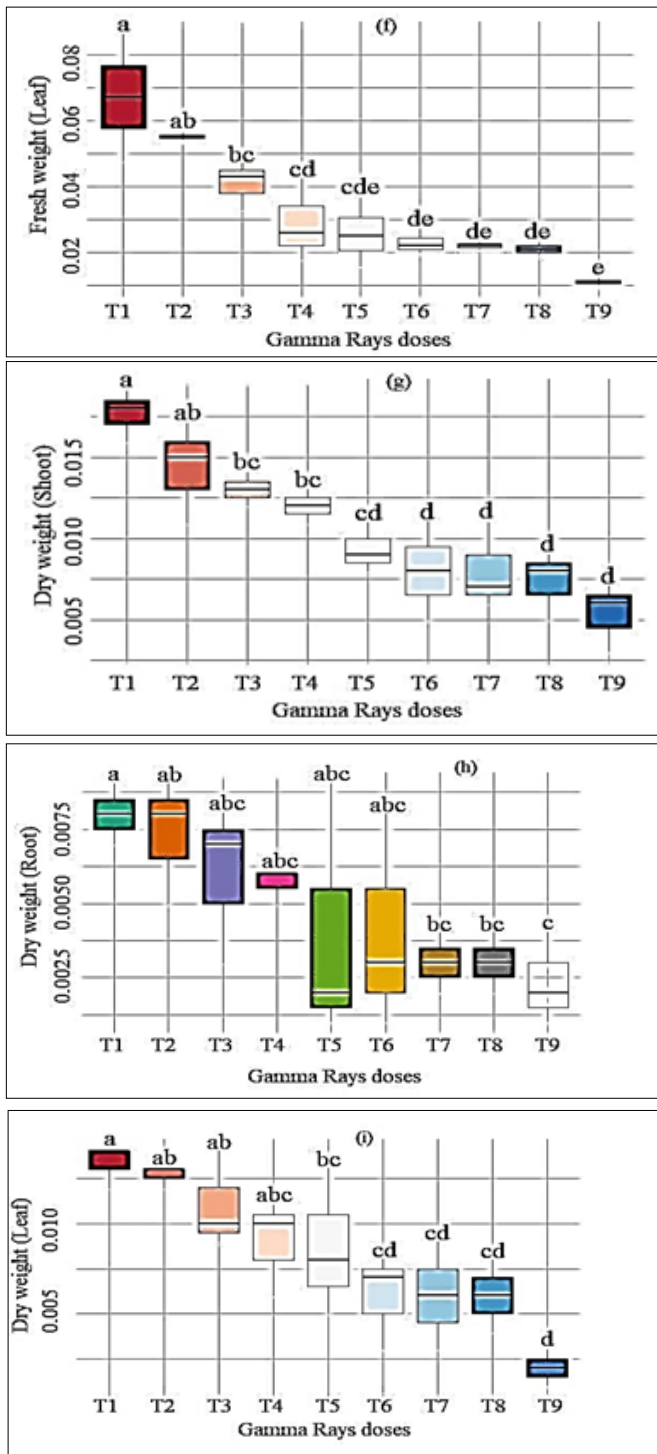 (f)
a
ab
bc
cd
cde
de
de
de
e
Fresh weight (Leaf)
0.08
0.06
0.04
0.02
T1 T2 T3 T4 T5 T6 T7 T8 T9
Gamma Rays doses
(g)
a
ab
bc
bc
cd
d
d
d
d
Dry weight (Shoot)
0.015
0.010
0.005
T1 T2 T3 T4 T5 T6 T7 T8 T9
Gamma Rays doses
(h)
a
ab
abc
abc
abc
abc
bc
bc
c
Dry weight (Root)
0.0075
0.0050
0.0025
T1 T2 T3 T4 T5 T6 T7 T8 T9
Gamma Rays doses
(i)
a
ab
ab
abc
bc
cd
cd
cd
d
Dry weight (Leaf)
0.010
0.005
T1 T2 T3 T4 T5 T6 T7 T8 T9
Gamma Rays doses